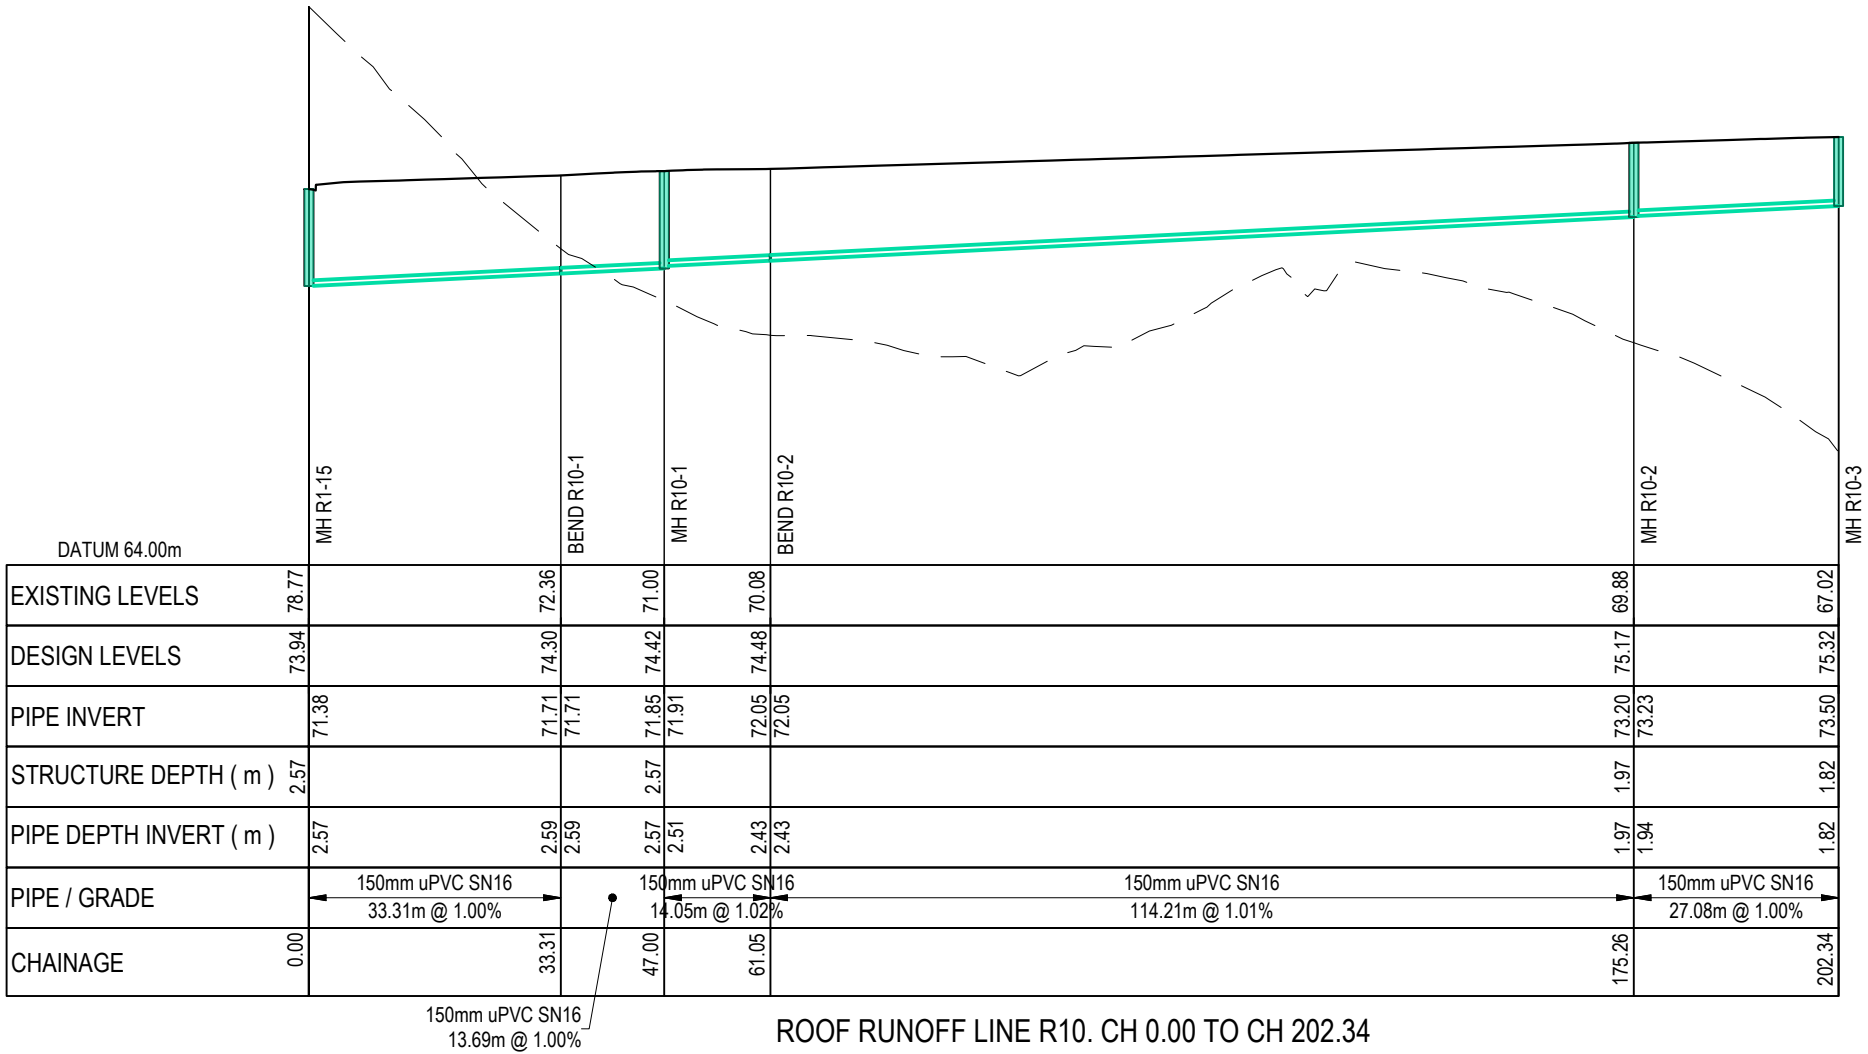 MH R1-15
BEND R10-1
MH R10-1
BEND R10-2
MH R10-2
MH R10-3
DATUM 64.00m
EXISTING LEVELS 78.77 72.36 71.00 70.08 69.88 67.02
DESIGN LEVELS 73.94 74.30 74.42 74.48 75.17 75.32
PIPE INVERT 71.38 71.71 71.71 71.85 71.91 72.05 72.05 73.20 73.23 73.50
STRUCTURE DEPTH ( m ) 2.57 2.57 1.97 1.82
PIPE DEPTH INVERT ( m ) 2.57 2.59 2.59 2.57 2.51 2.43 2.43 1.97 1.94 1.82
PIPE / GRADE
150mm uPVC SN16
33.31m @ 1.00%
150mm uPVC SN16
14.05m @ 1.02%
150mm uPVC SN16
114.21m @ 1.01%
150mm uPVC SN16
27.08m @ 1.00%
CHAINAGE 0.00 33.31 47.00 61.05 175.26 202.34
150mm uPVC SN16
13.69m @ 1.00%
ROOF RUNOFF LINE R10. CH 0.00 TO CH 202.34